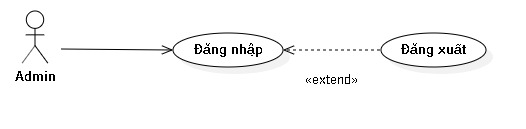 Đăng nhập
Đăng xuất
«extend»
Admin